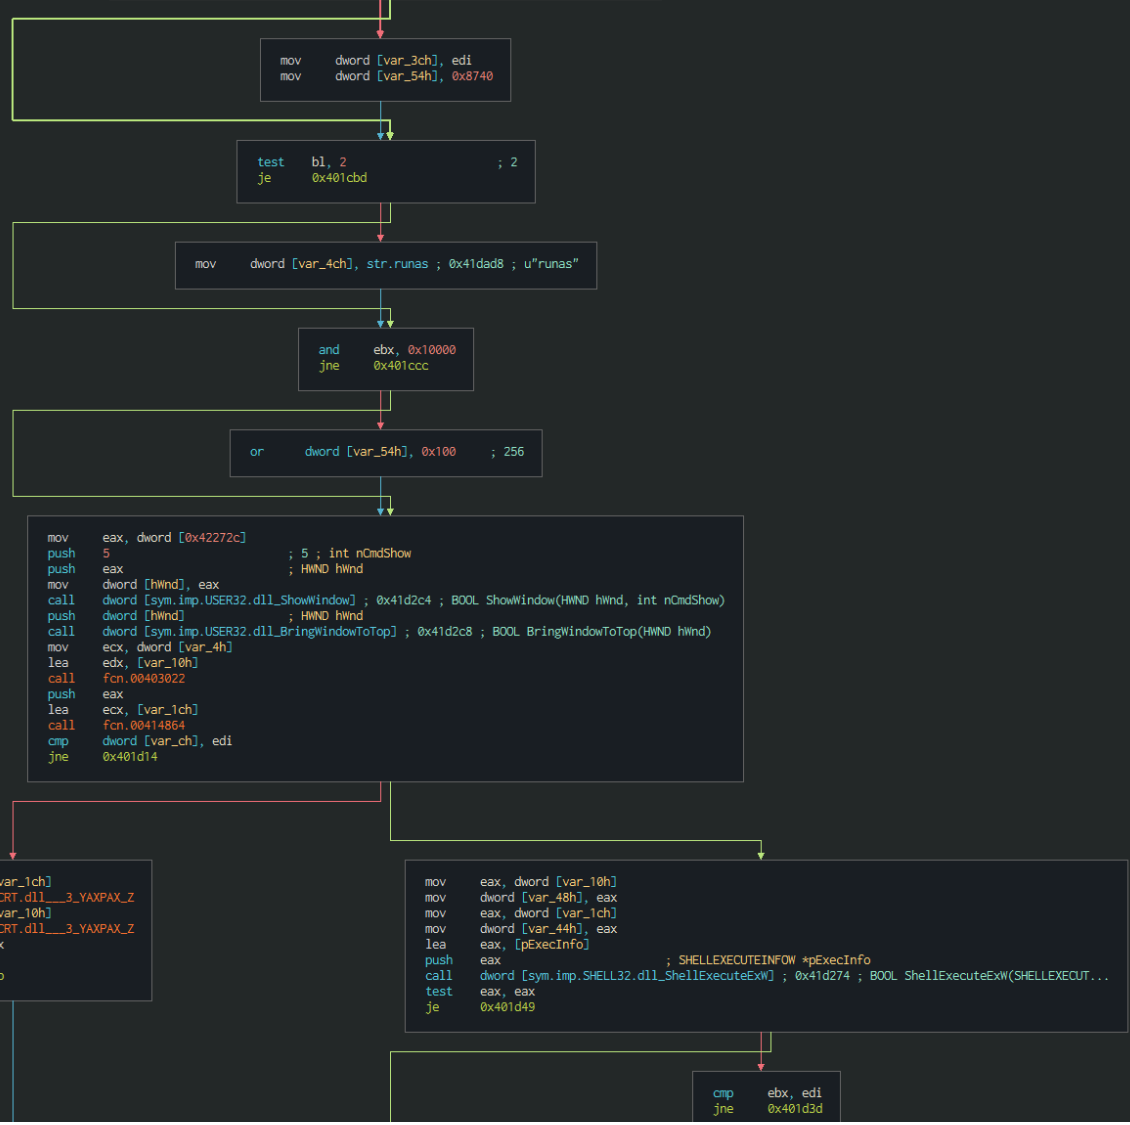 mov dword [var_3ch], edi
mov dword [var_54h], 0x8740
test bl, 2 ; 2
je 0x401cbd
mov dword [var_4ch], str.runas ; 0x41dad8 ; u"runas"
and ebx, 0x10000
jne 0x401ccc
or dword [var_54h], 0x100 ; 256
mov eax, dword [0x42272c]
push 5 ; 5 ; int nCmdShow
push eax ; HWND hWnd
mov dword [hWnd], eax
call dword [sym.imp.USER32.dll_ShowWindow] ; 0x41d2c4 ; BOOL ShowWindow(HWND hWnd, int nCmdShow)
push dword [hWnd] ; HWND hWnd
call dword [sym.imp.USER32.dll_BringWindowToTop] ; 0x41d2c8 ; BOOL BringWindowToTop(HWND hWnd)
mov ecx, dword [var_4h]
lea edx, [var_10h]
call fcn.00403022
push eax
lea ecx, [var_1ch]
call fcn.00414864
cmp dword [var_ch], edi
jne 0x401d14
var_1ch]
CRT.dll___3_YAXPAX_Z
var_10h]
CRT.dll___3_YAXPAX_Z
x
mov eax, dword [var_10h]
mov dword [var_48h], eax
mov eax, dword [var_1ch]
mov dword [var_44h], eax
lea eax, [pExecInfo]
push eax ; SHELLEXECUTEINFOW *pExecInfo
call dword [sym.imp.SHELL32.dll_ShellExecuteExW] ; 0x41d274 ; BOOL ShellExecuteExW(SHELLEXECUT...
test eax, eax
je 0x401d49
cmp ebx, edi
jne 0x401d3d